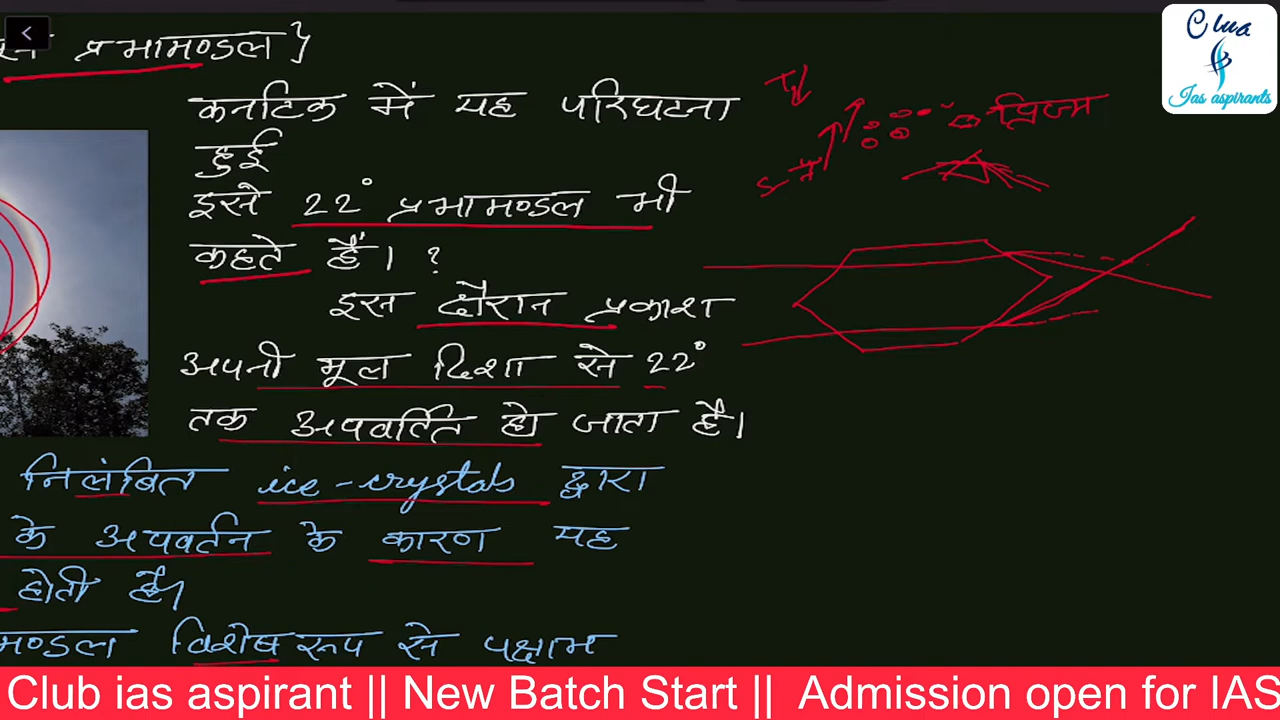 प्रभामण्डल}
कर्नाटक में यह परिघटना
हुई
इसे 22° प्रभामण्डल भी
कहते हैं। ?
इस दौरान प्रकाश
अपनी मूल दिशा से 22°
तक अपवर्तित हो जाता है।
निलंबित ice-crystals द्वारा
के अपवर्तन के कारण यह
होती है।
मण्डल विशेष रूप से पक्षाभ
प्रिज्म
Club
Ias aspirants
Club ias aspirant || New Batch Start || Admission open for IAS